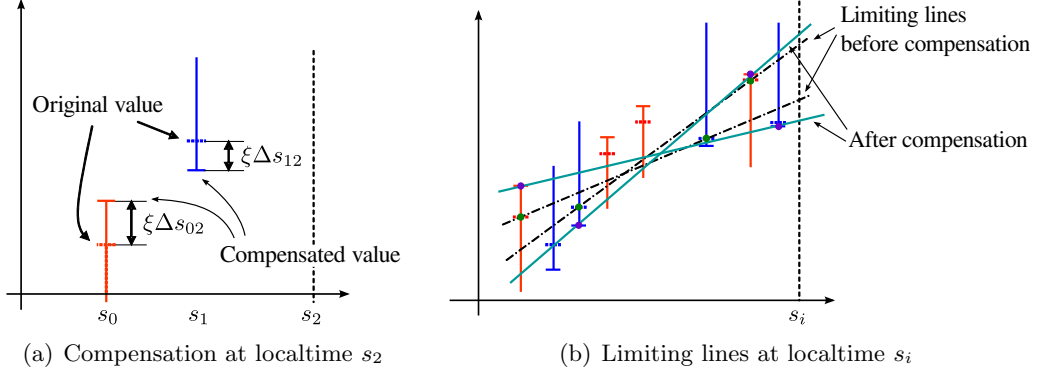 Original value
ξΔs₁₂
ξΔs₀₂
Compensated value
s₀
s₁
s₂
(a) Compensation at localtime s₂
Limiting lines
before compensation
After compensation
sᵢ
(b) Limiting lines at localtime sᵢ